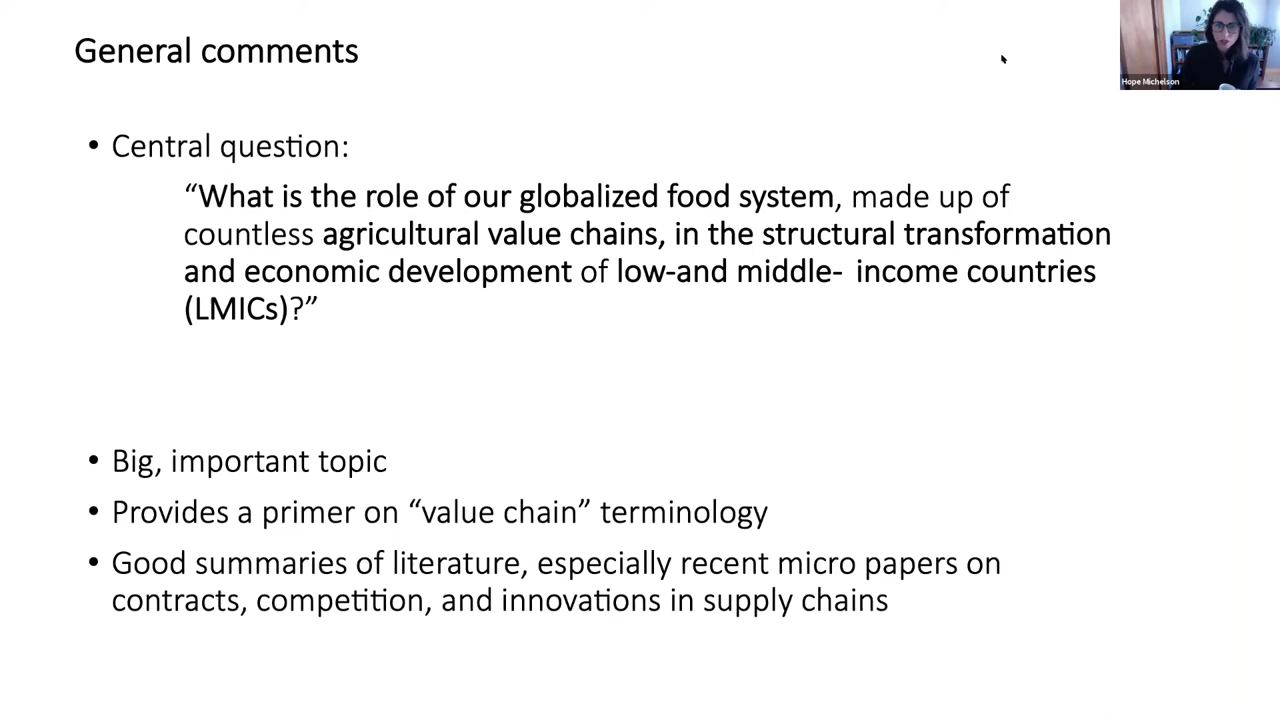 General comments
Hope Michelson
• Central question:
“What is the role of our globalized food system, made up of
countless agricultural value chains, in the structural transformation
and economic development of low-and middle- income countries
(LMICs)?”
• Big, important topic
• Provides a primer on “value chain” terminology
• Good summaries of literature, especially recent micro papers on
contracts, competition, and innovations in supply chains